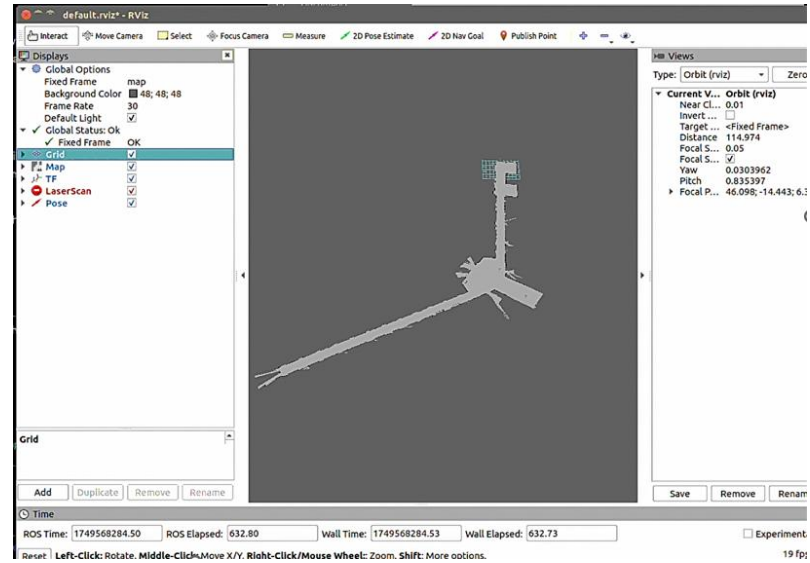 default.rviz* - RViz
Interact Move Camera Select Focus Camera Measure 2D Pose Estimate 2D Nav Goal Publish Point
Displays
Global Options
Fixed Frame map
Background Color 48; 48; 48
Frame Rate 30
Default Light
Global Status: Ok
Fixed Frame OK
Grid
Map
TF
LaserScan
Pose
Grid
Add Duplicate Remove Rename
Views
Type: Orbit (rviz) Zero
Current V... Orbit (rviz)
Near Cl... 0.01
Invert ...
Target ... <Fixed Frame>
Distance 114.974
Focal S... 0.05
Focal S...
Yaw 0.0303962
Pitch 0.835397
Focal P... 46.098; -14.443; 6.3
Save Remove Renam
Time
ROS Time: 1749568284.50 ROS Elapsed: 632.80 Wall Time: 1749568284.53 Wall Elapsed: 632.73 Experimenta
Reset Left-Click: Rotate. Middle-Click: Move X/Y. Right-Click/Mouse Wheel: Zoom. Shift: More options. 19 fps